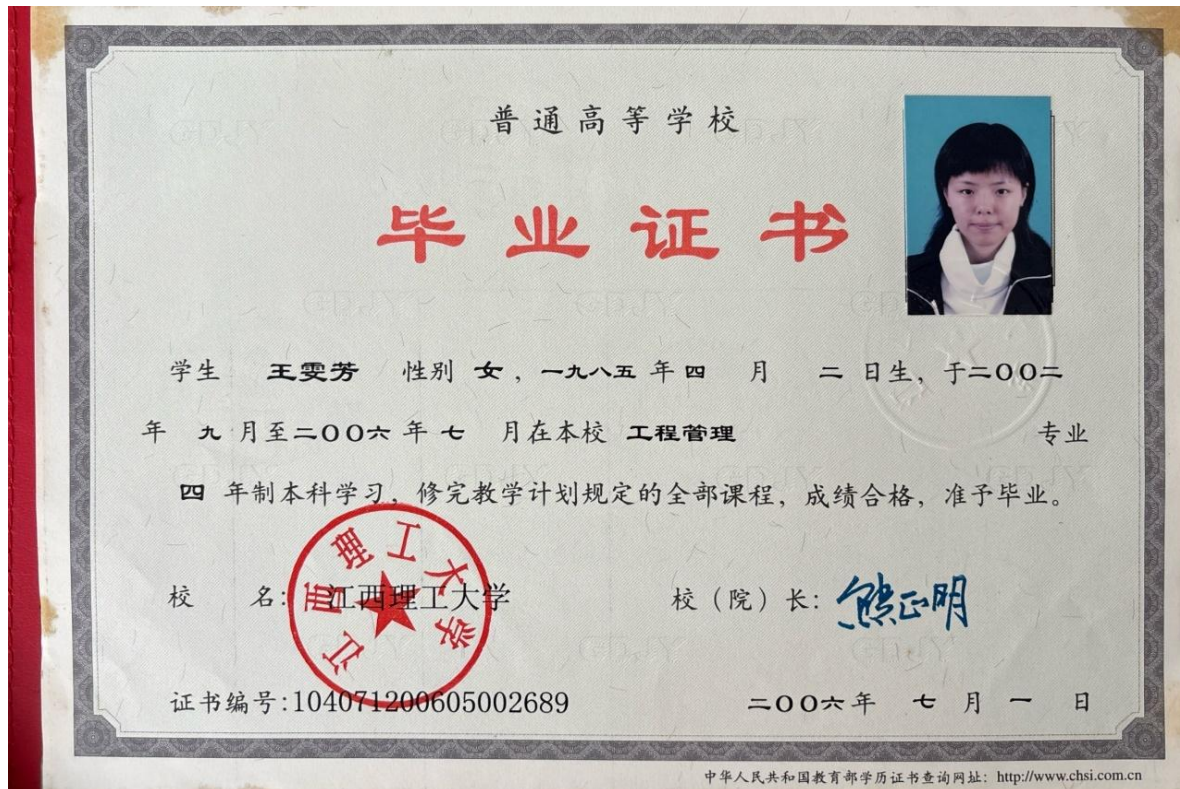 普通高等学校
毕业证书
学生 王雯芳 性别 女，一九八五 年 四 月 二 日生，于二〇〇二
年 九 月至二〇〇六 年 七 月在本校 工程管理 专业
四 年制本科学习，修完教学计划规定的全部课程，成绩合格，准予毕业。
校 名：江西理工大学
江西理工大学
校（院）长：熊正明
证书编号:104071200605002689
二〇〇六年 七 月 一 日
中华人民共和国教育部学历证书查询网址：http://www.chsi.com.cn